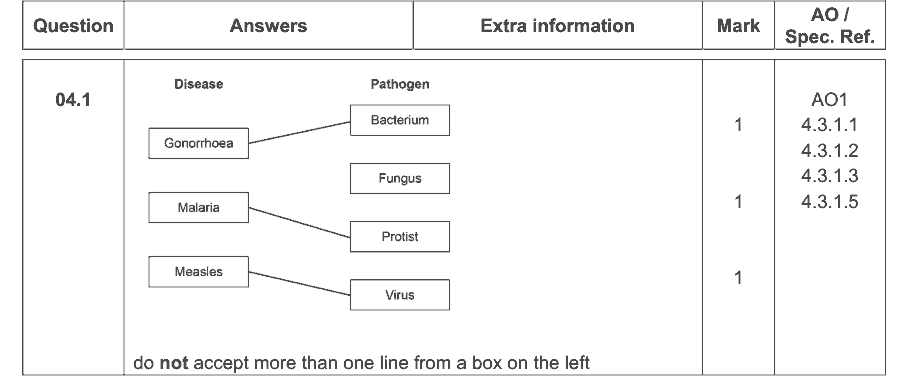 Question Answers Extra information Mark AO /
Spec. Ref.
04.1
Disease Pathogen
Gonorrhoea
Malaria
Measles
Bacterium
Fungus
Protist
Virus
do not accept more than one line from a box on the left
1
1
1
AO1
4.3.1.1
4.3.1.2
4.3.1.3
4.3.1.5